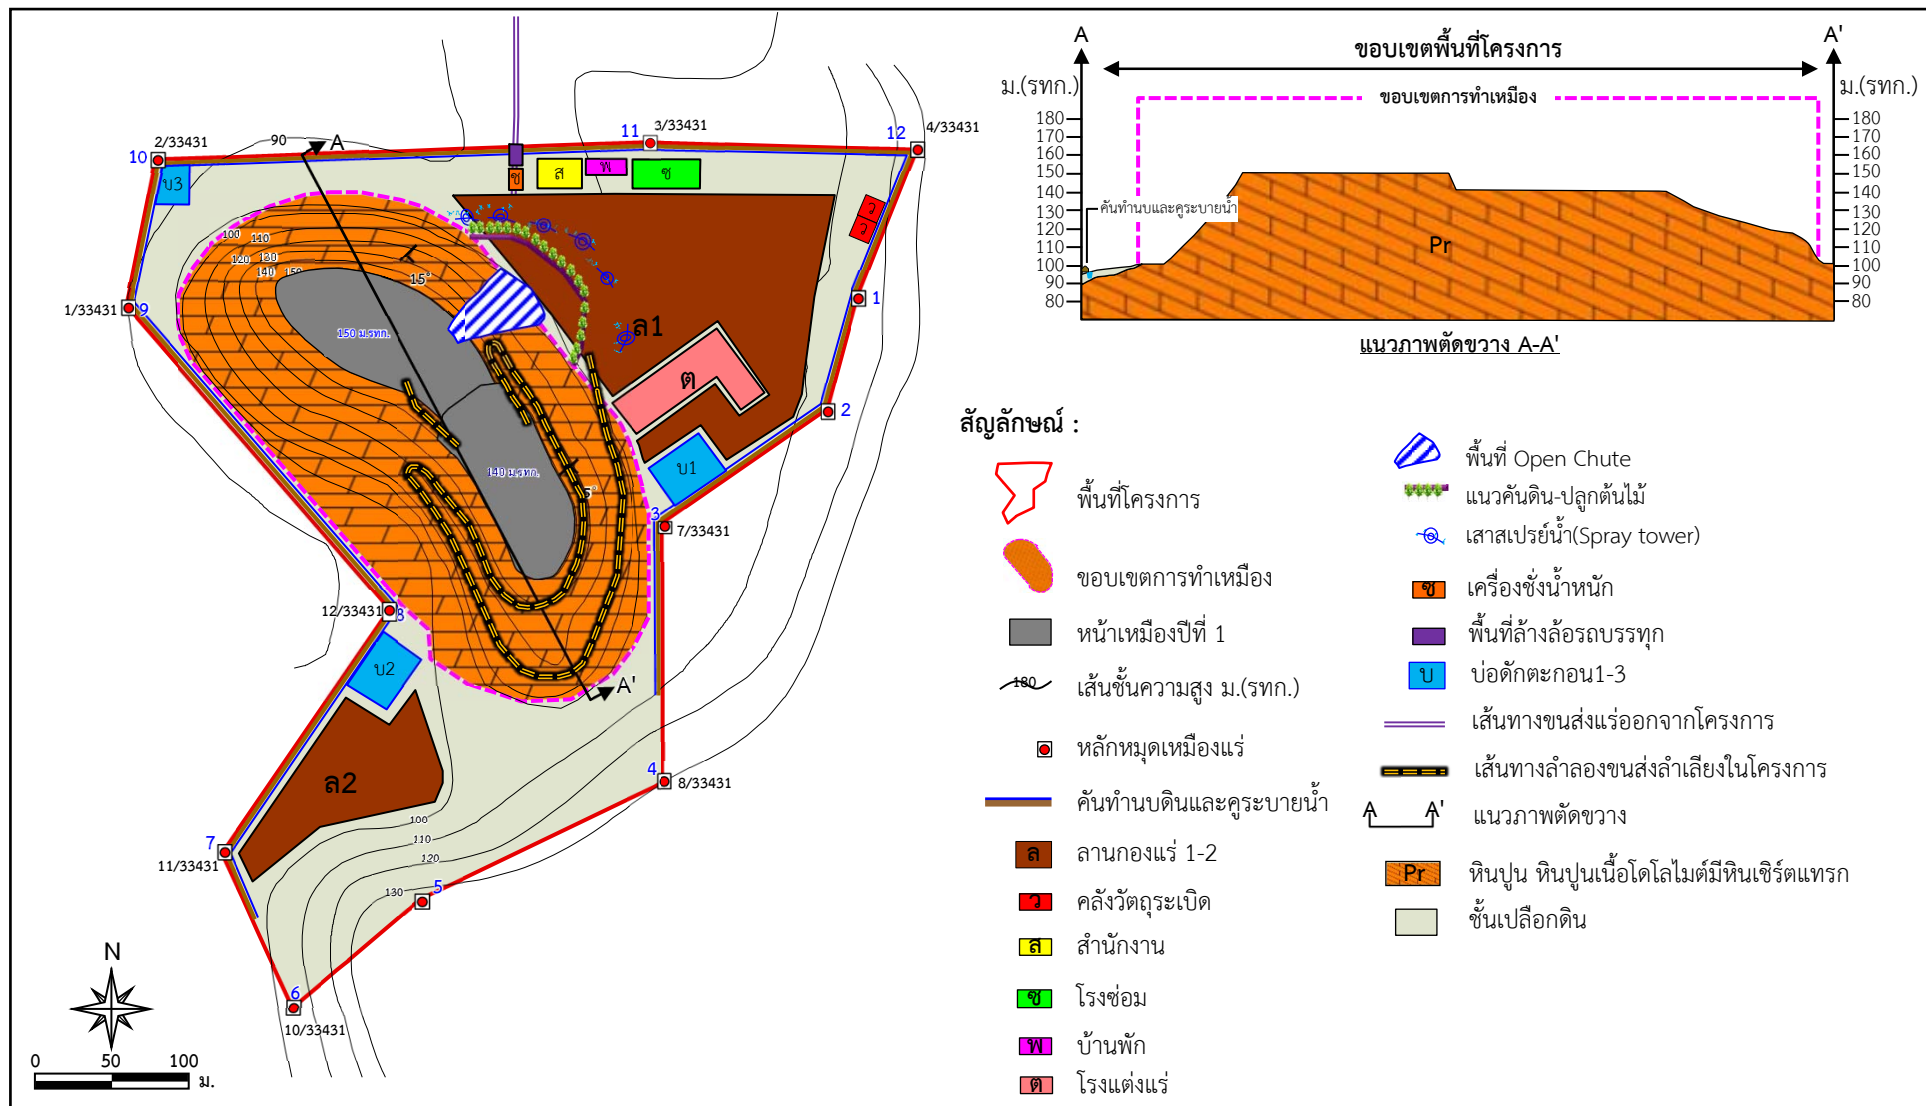 2/33431
10
90
A
11
3/33431
12
4/33431
บ3
ช
ส
พ
ซ
ว
ว
100
110
120
130
140
150
15°
150 ม.รทก.
1/33431
9
1
ล1
ต
2
140 ม.รทก.
5°
บ1
3
7/33431
12/33431
8
บ2
A'
ล2
4
8/33431
7
11/33431
100
110
120
130
5
6
10/33431
N
0 50 100
ม.
A
A'
ขอบเขตพื้นที่โครงการ
ม.(รทก.)
ม.(รทก.)
ขอบเขตการทำเหมือง
180 180
170 170
160 160
150 150
140 140
130 130
120 120
110 110
100 100
90 90
80 80
คันทำนบและคูระบายน้ำ
Pr
แนวภาพตัดขวาง A-A'
สัญลักษณ์ :
พื้นที่โครงการ
ขอบเขตการทำเหมือง
หน้าเหมืองปีที่ 1
180 เส้นชั้นความสูง ม.(รทก.)
หลักหมุดเหมืองแร่
คันทำนบดินและคูระบายน้ำ
ล ลานกองแร่ 1-2
ว คลังวัตถุระเบิด
ส สำนักงาน
ซ โรงซ่อม
พ บ้านพัก
ต โรงแต่งแร่
พื้นที่ Open Chute
แนวคันดิน-ปลูกต้นไม้
เสาสเปรย์น้ำ(Spray tower)
ช เครื่องชั่งน้ำหนัก
พื้นที่ล้างล้อรถบรรทุก
บ บ่อดักตะกอน1-3
เส้นทางขนส่งแร่ออกจากโครงการ
เส้นทางลำลองขนส่งลำเลียงในโครงการ
A A' แนวภาพตัดขวาง
Pr หินปูน หินปูนเนื้อโดโลไมต์มีหินเชิร์ตแทรก
ชั้นเปลือกดิน